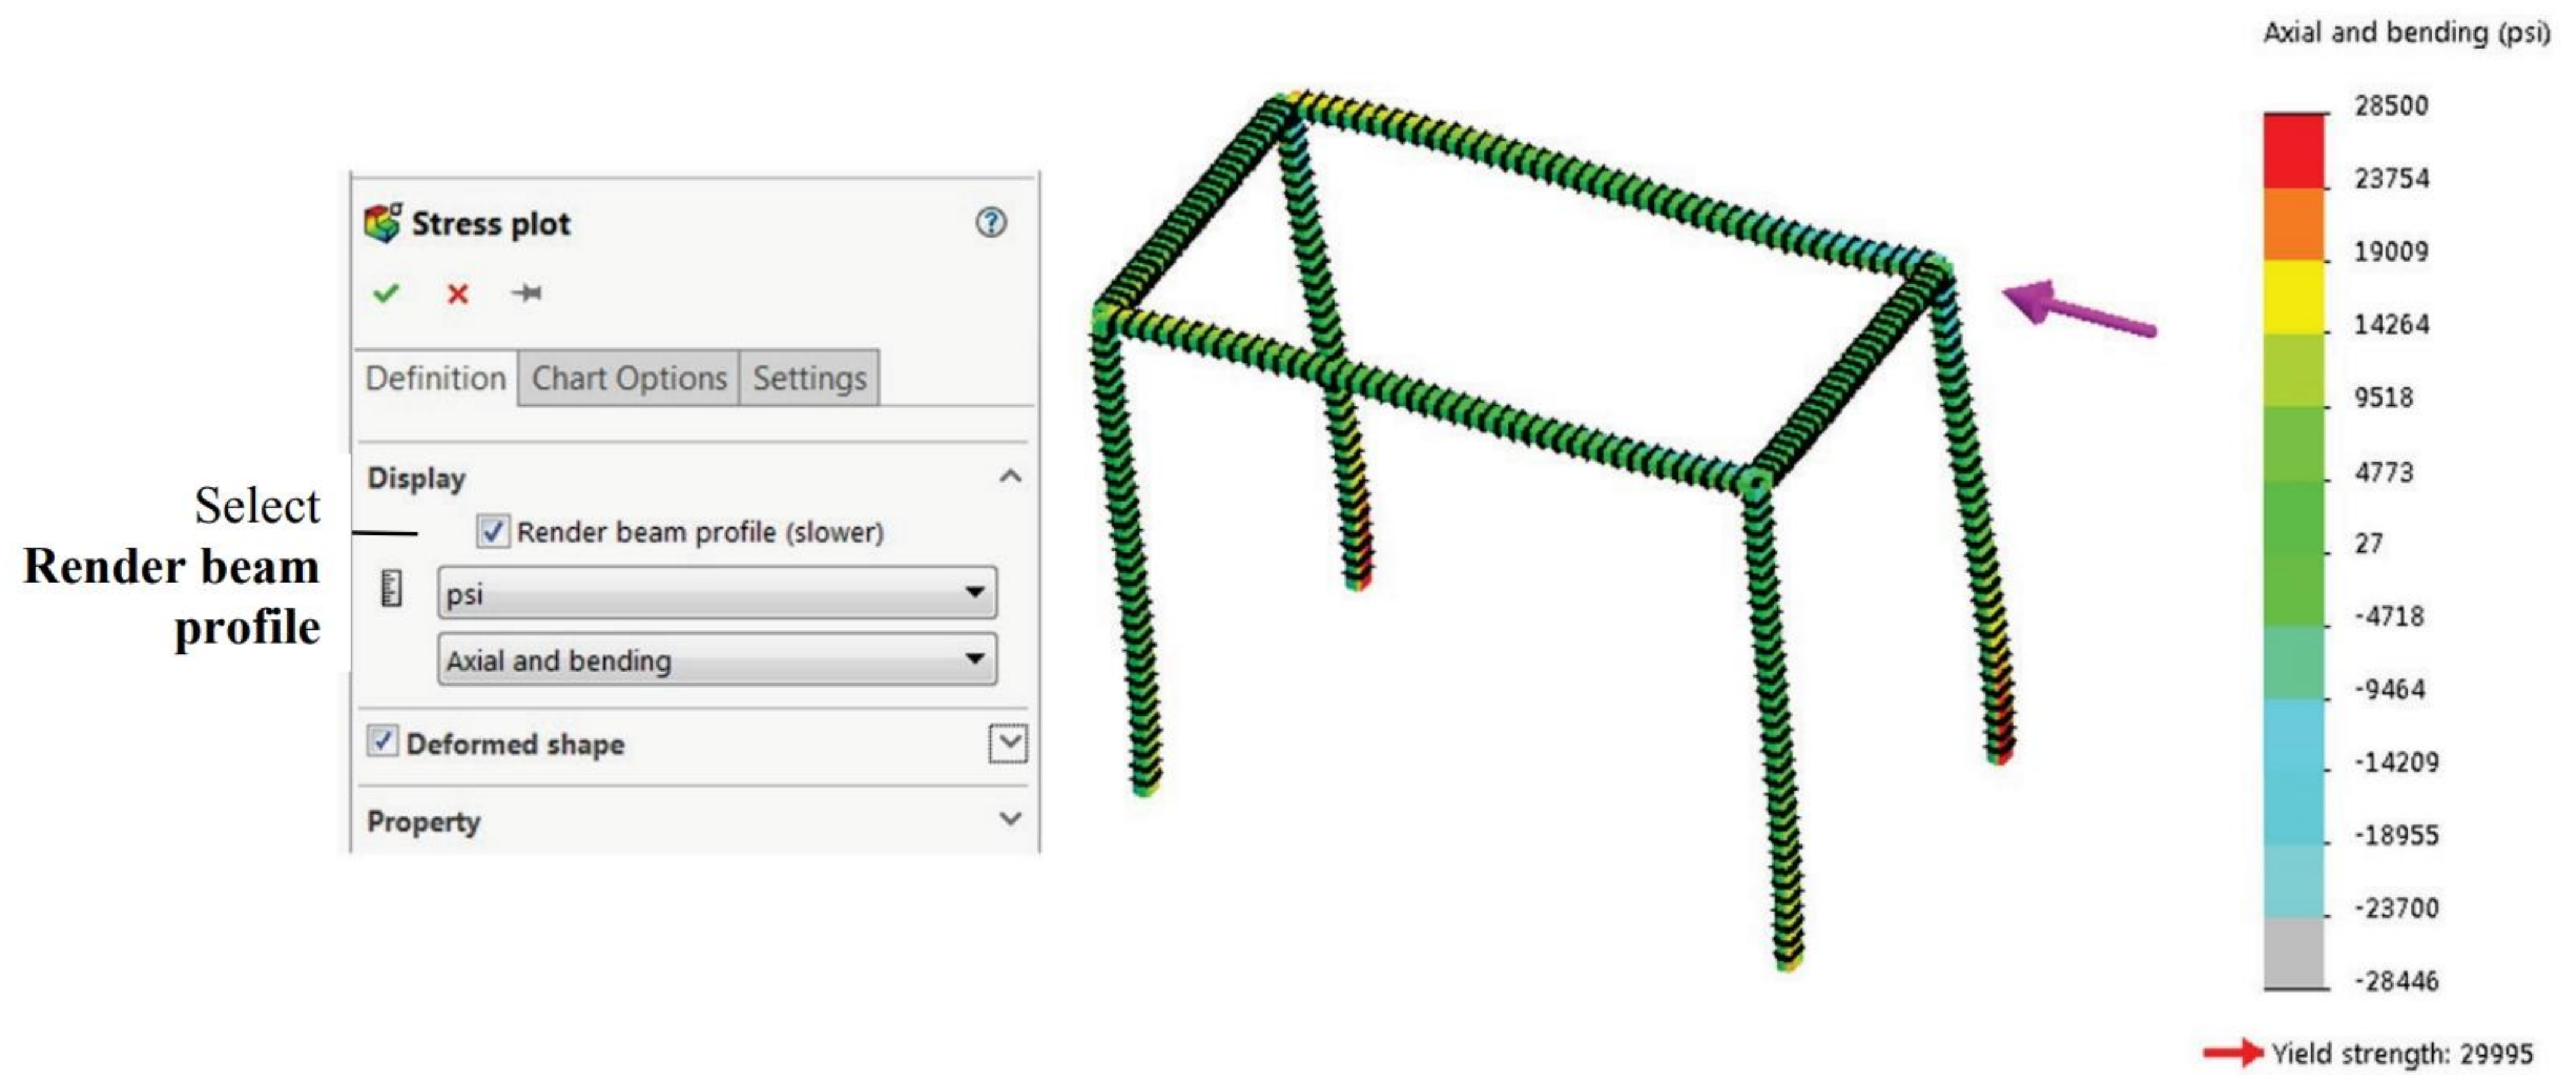 Select
Render beam
profile
Stress plot
?
Definition
Chart Options
Settings
Display
Render beam profile (slower)
psi
Axial and bending
Deformed shape
Property
Axial and bending (psi)
28500
23754
19009
14264
9518
4773
27
-4718
-9464
-14209
-18955
-23700
-28446
Yield strength: 29995